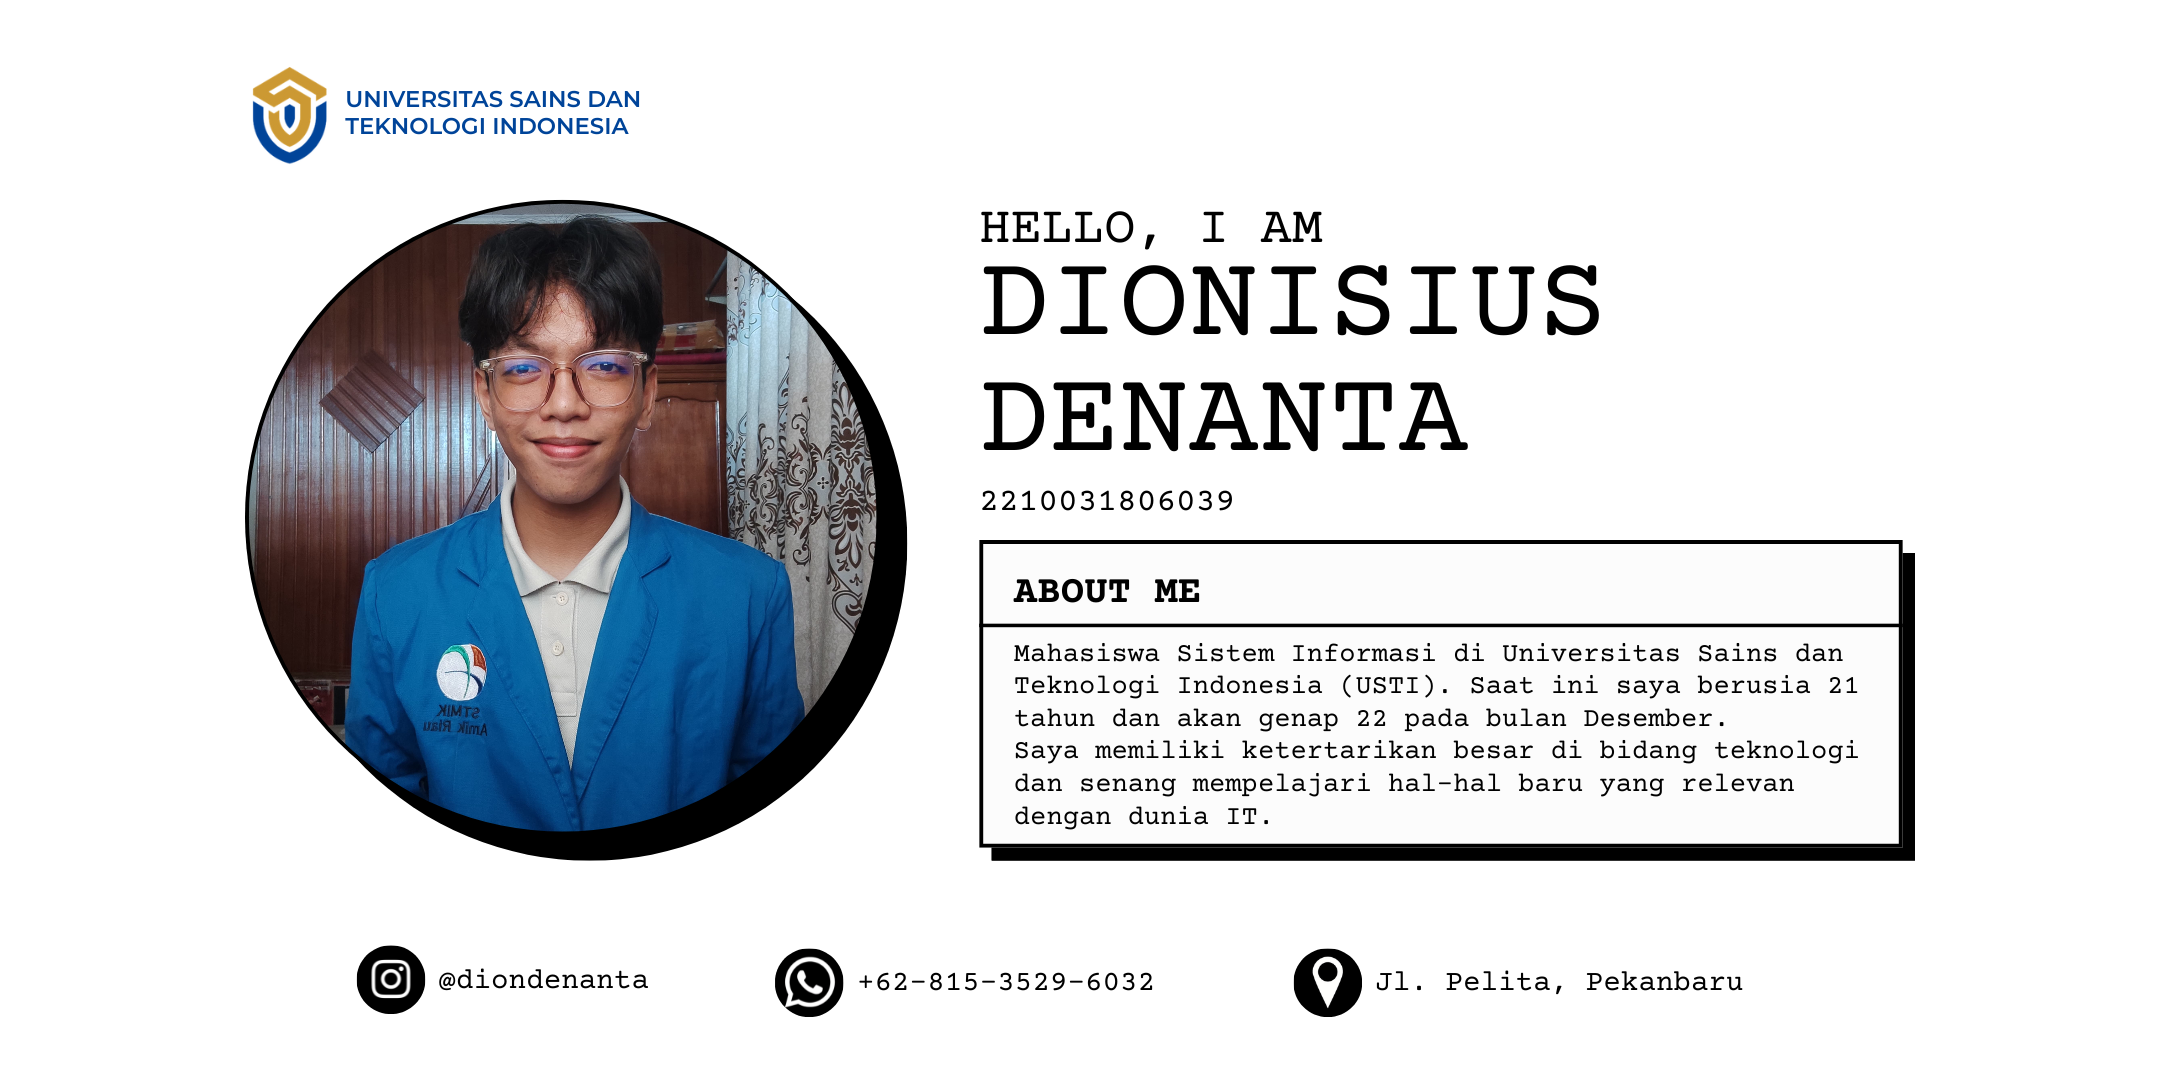 UNIVERSITAS SAINS DAN
TEKNOLOGI INDONESIA
HELLO, I AM
DIONISIUS
DENANTA
2210031806039
ABOUT ME
Mahasiswa Sistem Informasi di Universitas Sains dan
Teknologi Indonesia (USTI). Saat ini saya berusia 21
tahun dan akan genap 22 pada bulan Desember.
Saya memiliki ketertarikan besar di bidang teknologi
dan senang mempelajari hal-hal baru yang relevan
dengan dunia IT.
STMIK
Amik Riau
@diondenanta
+62-815-3529-6032
Jl. Pelita, Pekanbaru